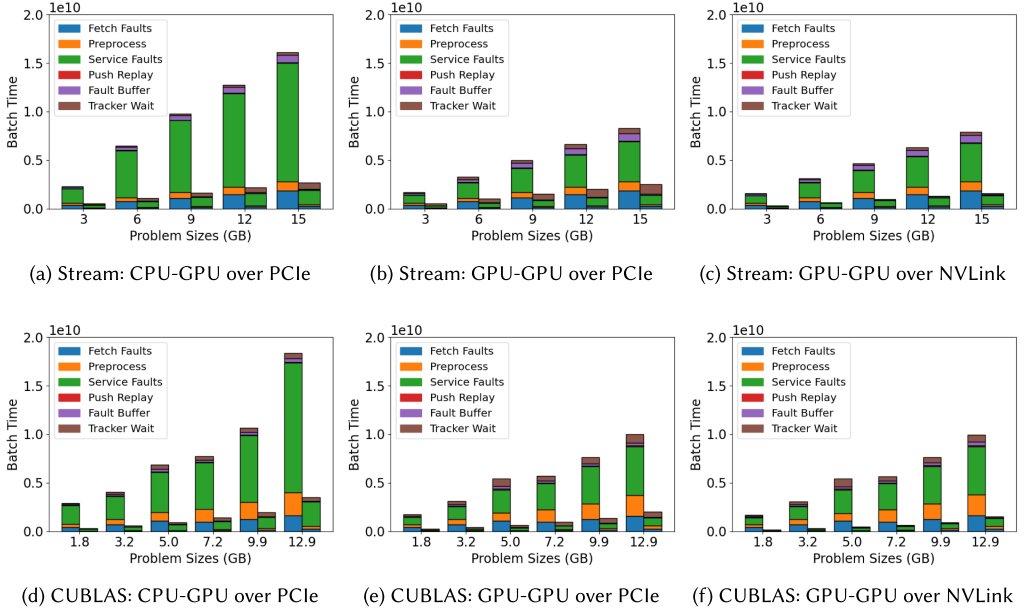 1e10
2.0
1.5
1.0
0.5
0.0
Batch Time
Fetch Faults
Preprocess
Service Faults
Push Replay
Fault Buffer
Tracker Wait
3 6 9 12 15
Problem Sizes (GB)
(a) Stream: CPU-GPU over PCIe
1e10
2.0
1.5
1.0
0.5
0.0
Batch Time
Fetch Faults
Preprocess
Service Faults
Push Replay
Fault Buffer
Tracker Wait
3 6 9 12 15
Problem Sizes (GB)
(b) Stream: GPU-GPU over PCIe
1e10
2.0
1.5
1.0
0.5
0.0
Batch Time
Fetch Faults
Preprocess
Service Faults
Push Replay
Fault Buffer
Tracker Wait
3 6 9 12 15
Problem Sizes (GB)
(c) Stream: GPU-GPU over NVLink
1e10
2.0
1.5
1.0
0.5
0.0
Batch Time
Fetch Faults
Preprocess
Service Faults
Push Replay
Fault Buffer
Tracker Wait
1.8 3.2 5.0 7.2 9.9 12.9
Problem Sizes (GB)
(d) CUBLAS: CPU-GPU over PCIe
1e10
2.0
1.5
1.0
0.5
0.0
Batch Time
Fetch Faults
Preprocess
Service Faults
Push Replay
Fault Buffer
Tracker Wait
1.8 3.2 5.0 7.2 9.9 12.9
Problem Sizes (GB)
(e) CUBLAS: GPU-GPU over PCIe
1e10
2.0
1.5
1.0
0.5
0.0
Batch Time
Fetch Faults
Preprocess
Service Faults
Push Replay
Fault Buffer
Tracker Wait
1.8 3.2 5.0 7.2 9.9 12.9
Problem Sizes (GB)
(f) CUBLAS: GPU-GPU over NVLink